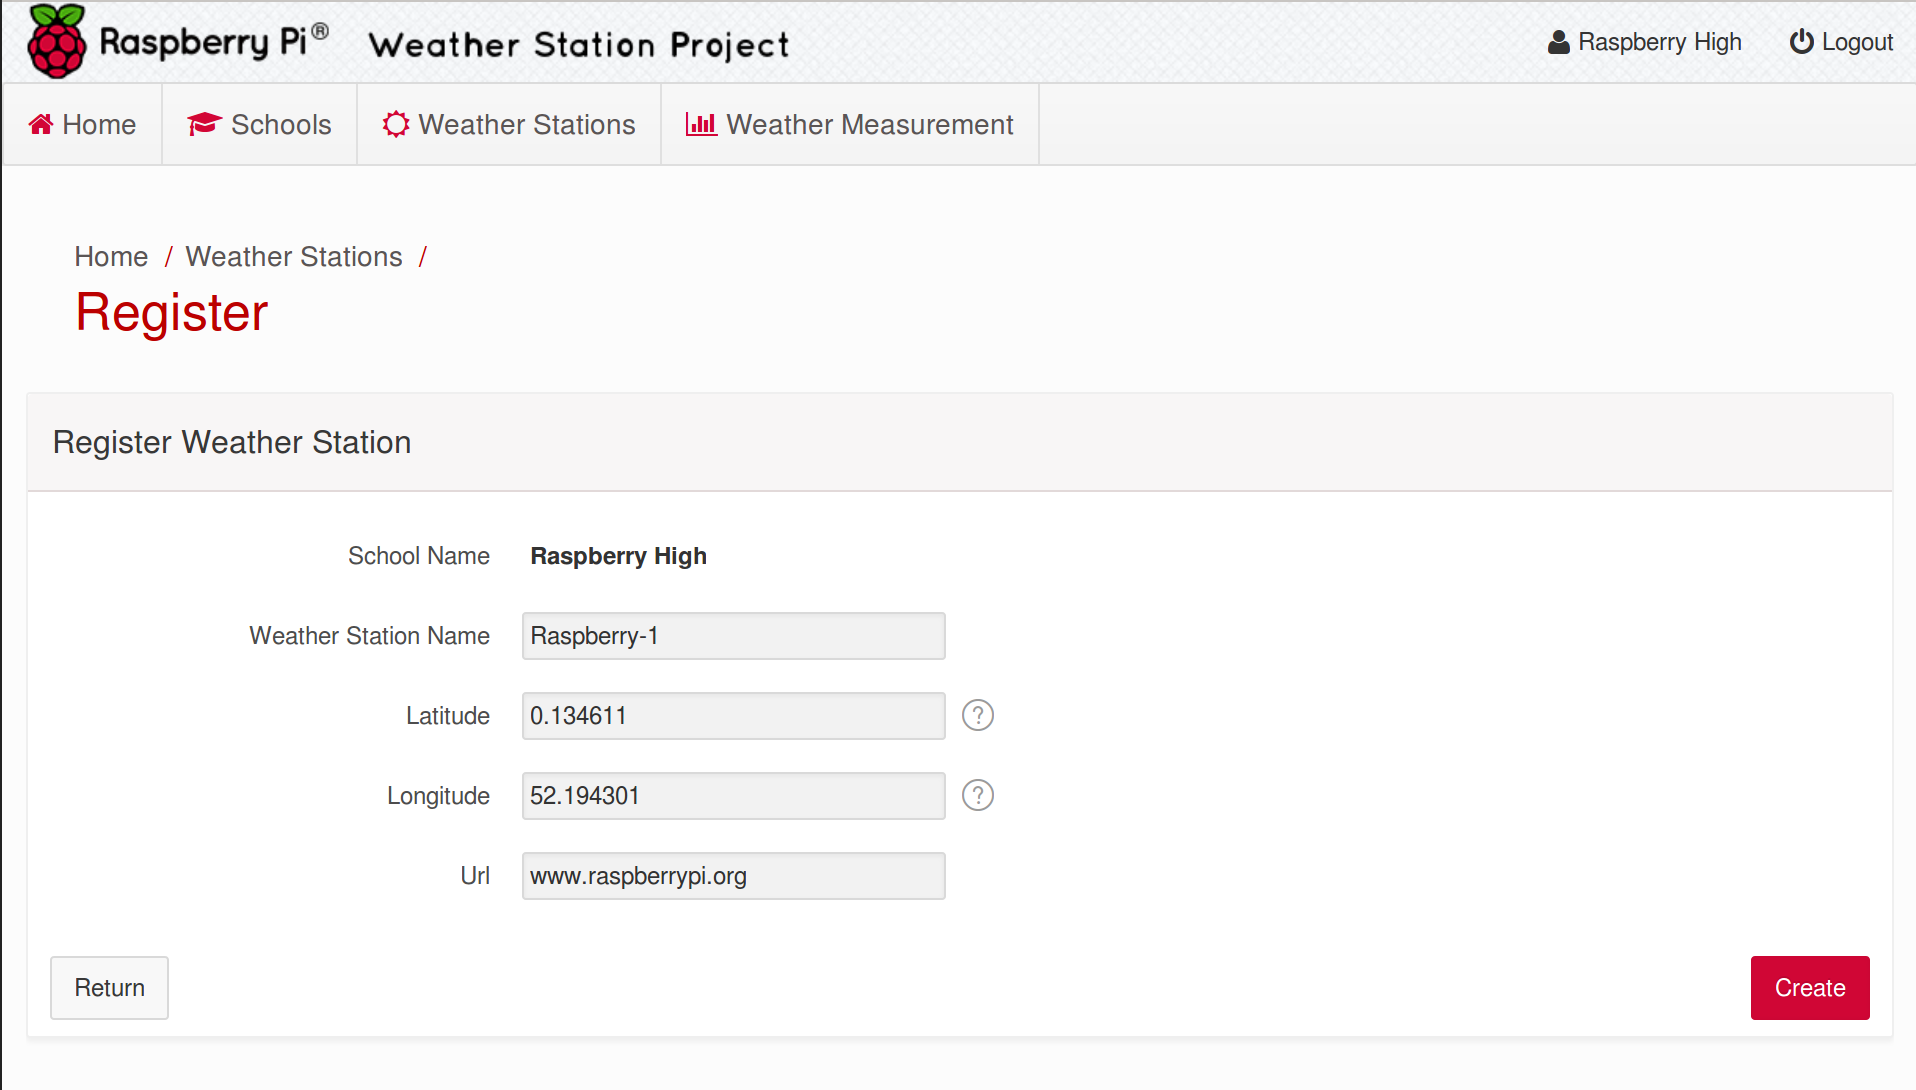 Raspberry Pi® Weather Station Project Raspberry High Logout
Home Schools Weather Stations Weather Measurement
Home / Weather Stations /
Register
Register Weather Station
School Name Raspberry High
Weather Station Name Raspberry-1
Latitude 0.134611 ?
Longitude 52.194301 ?
Url www.raspberrypi.org
Return Create